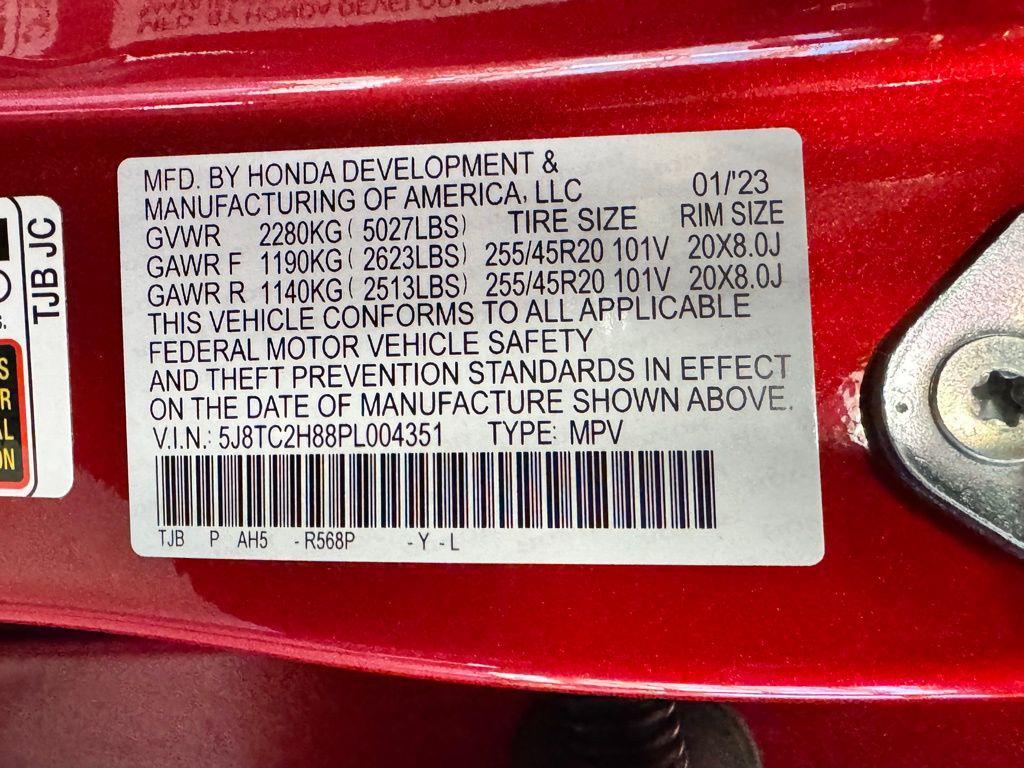 MFD. BY HONDA DEVELOPMENT &
MANUFACTURING OF AMERICA, LLC 01/'23
GVWR 2280KG( 5027LBS) TIRE SIZE RIM SIZE
GAWR F 1190KG( 2623LBS) 255/45R20 101V 20X8.0J
GAWR R 1140KG( 2513LBS) 255/45R20 101V 20X8.0J
THIS VEHICLE CONFORMS TO ALL APPLICABLE
FEDERAL MOTOR VEHICLE SAFETY
AND THEFT PREVENTION STANDARDS IN EFFECT
ON THE DATE OF MANUFACTURE SHOWN ABOVE.
V.I.N.: 5J8TC2H88PL004351 TYPE: MPV
TJB P AH5 - R568P - Y - L
TJB JC